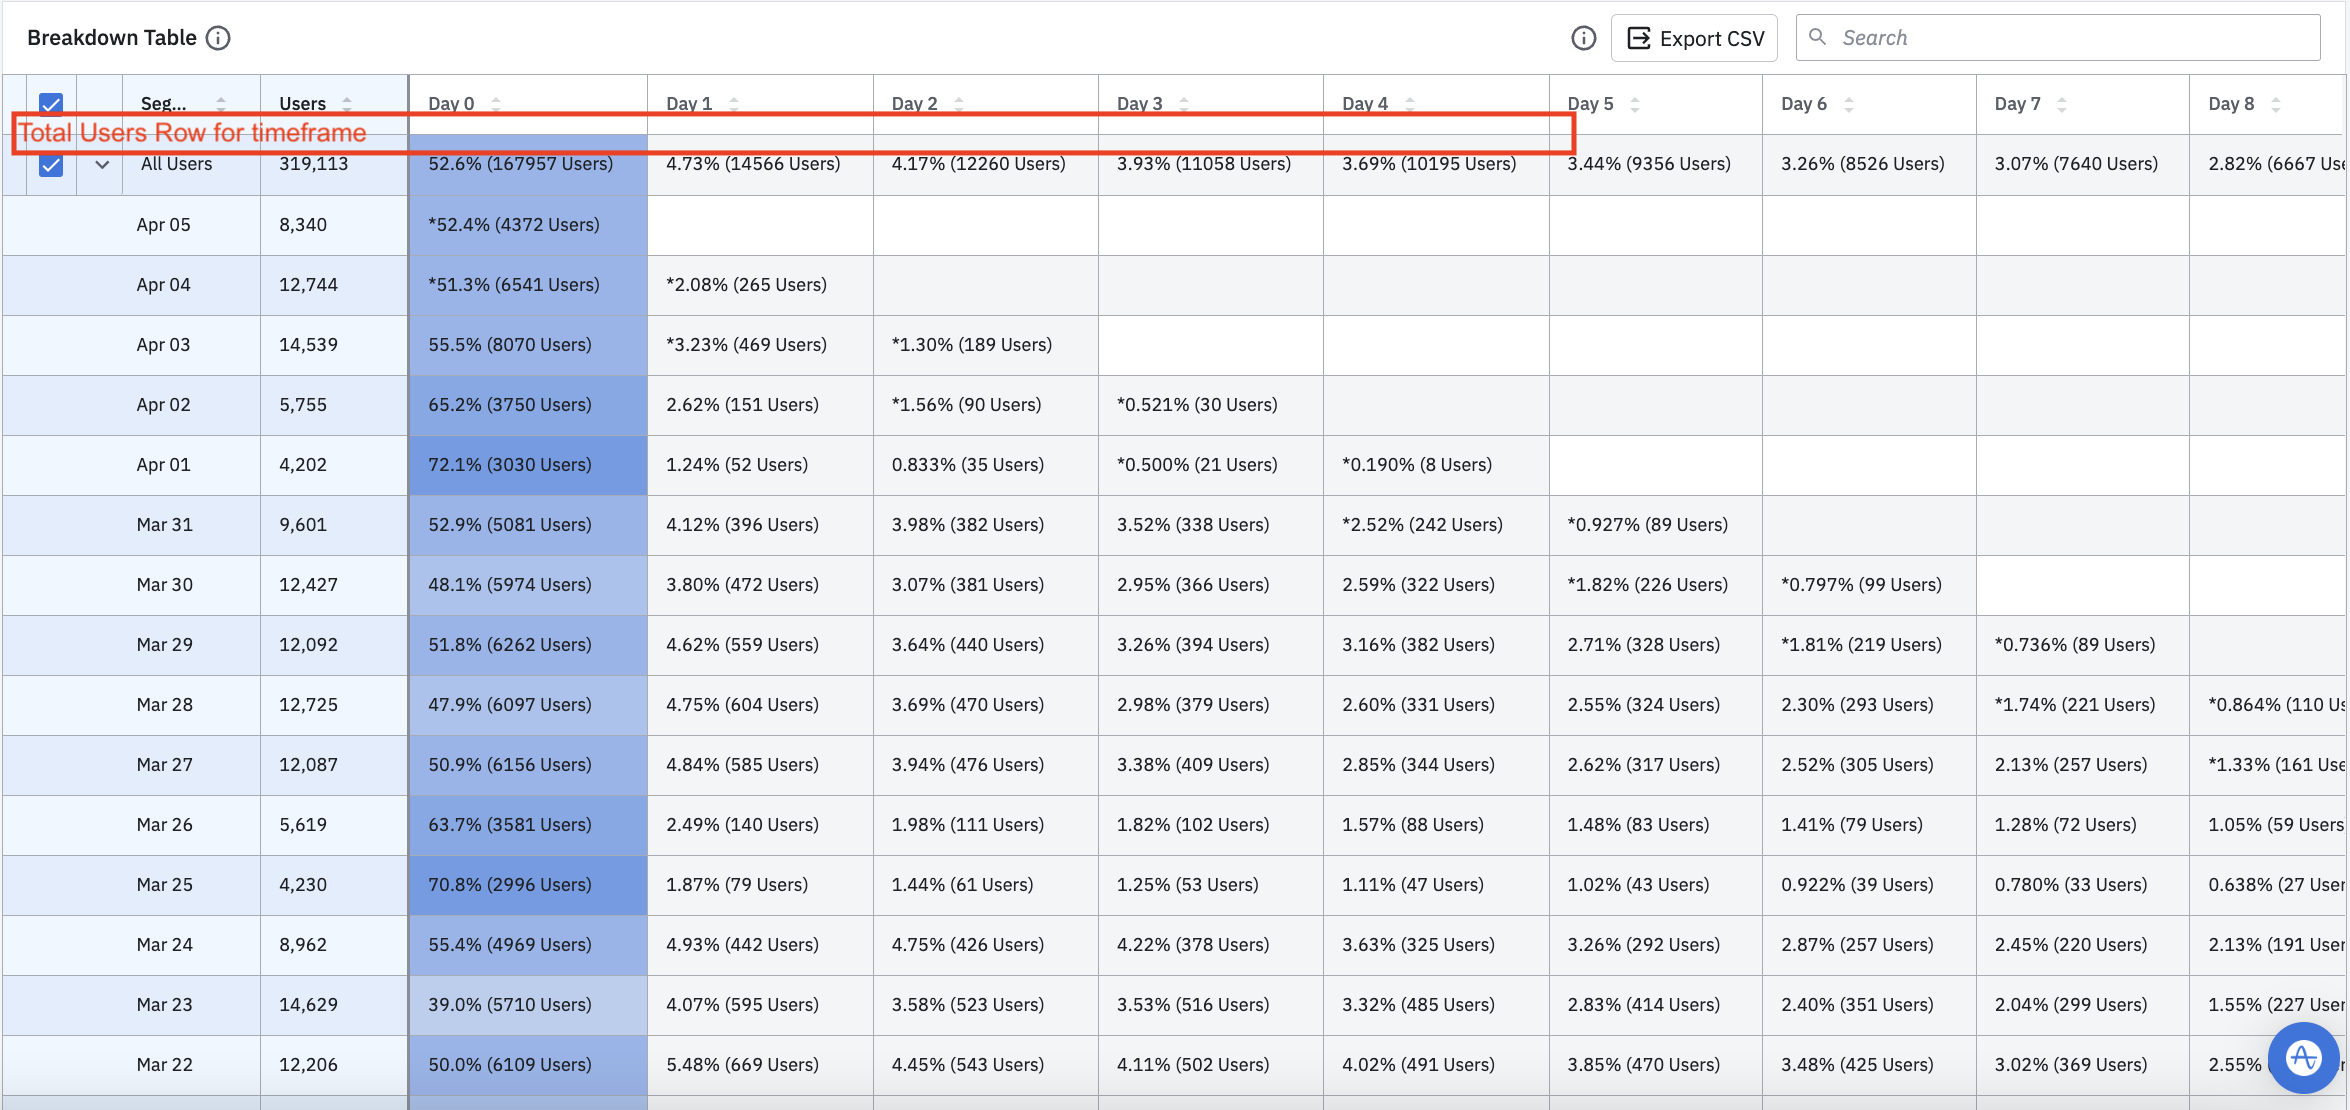 Breakdown Table Export CSV Search
Seg... Users Day 0 Day 1 Day 2 Day 3 Day 4 Day 5 Day 6 Day 7 Day 8
Total Users Row for timeframe
All Users 319,113 52.6% (167957 Users) 4.73% (14566 Users) 4.17% (12260 Users) 3.93% (11058 Users) 3.69% (10195 Users) 3.44% (9356 Users) 3.26% (8526 Users) 3.07% (7640 Users) 2.82% (6667 Use
Apr 05 8,340 *52.4% (4372 Users)
Apr 04 12,744 *51.3% (6541 Users) *2.08% (265 Users)
Apr 03 14,539 55.5% (8070 Users) *3.23% (469 Users) *1.30% (189 Users)
Apr 02 5,755 65.2% (3750 Users) 2.62% (151 Users) *1.56% (90 Users) *0.521% (30 Users)
Apr 01 4,202 72.1% (3030 Users) 1.24% (52 Users) 0.833% (35 Users) *0.500% (21 Users) *0.190% (8 Users)
Mar 31 9,601 52.9% (5081 Users) 4.12% (396 Users) 3.98% (382 Users) 3.52% (338 Users) *2.52% (242 Users) *0.927% (89 Users)
Mar 30 12,427 48.1% (5974 Users) 3.80% (472 Users) 3.07% (381 Users) 2.95% (366 Users) 2.59% (322 Users) *1.82% (226 Users) *0.797% (99 Users)
Mar 29 12,092 51.8% (6262 Users) 4.62% (559 Users) 3.64% (440 Users) 3.26% (394 Users) 3.16% (382 Users) 2.71% (328 Users) *1.81% (219 Users) *0.736% (89 Users)
Mar 28 12,725 47.9% (6097 Users) 4.75% (604 Users) 3.69% (470 Users) 2.98% (379 Users) 2.60% (331 Users) 2.55% (324 Users) 2.30% (293 Users) *1.74% (221 Users) *0.864% (110 Us
Mar 27 12,087 50.9% (6156 Users) 4.84% (585 Users) 3.94% (476 Users) 3.38% (409 Users) 2.85% (344 Users) 2.62% (317 Users) 2.52% (305 Users) 2.13% (257 Users) *1.33% (161 Use
Mar 26 5,619 63.7% (3581 Users) 2.49% (140 Users) 1.98% (111 Users) 1.82% (102 Users) 1.57% (88 Users) 1.48% (83 Users) 1.41% (79 Users) 1.28% (72 Users) 1.05% (59 Users
Mar 25 4,230 70.8% (2996 Users) 1.87% (79 Users) 1.44% (61 Users) 1.25% (53 Users) 1.11% (47 Users) 1.02% (43 Users) 0.922% (39 Users) 0.780% (33 Users) 0.638% (27 User
Mar 24 8,962 55.4% (4969 Users) 4.93% (442 Users) 4.75% (426 Users) 4.22% (378 Users) 3.63% (325 Users) 3.26% (292 Users) 2.87% (257 Users) 2.45% (220 Users) 2.13% (191 User
Mar 23 14,629 39.0% (5710 Users) 4.07% (595 Users) 3.58% (523 Users) 3.53% (516 Users) 3.32% (485 Users) 2.83% (414 Users) 2.40% (351 Users) 2.04% (299 Users) 1.55% (227 User
Mar 22 12,206 50.0% (6109 Users) 5.48% (669 Users) 4.45% (543 Users) 4.11% (502 Users) 4.02% (491 Users) 3.85% (470 Users) 3.48% (425 Users) 3.02% (369 Users) 2.55%